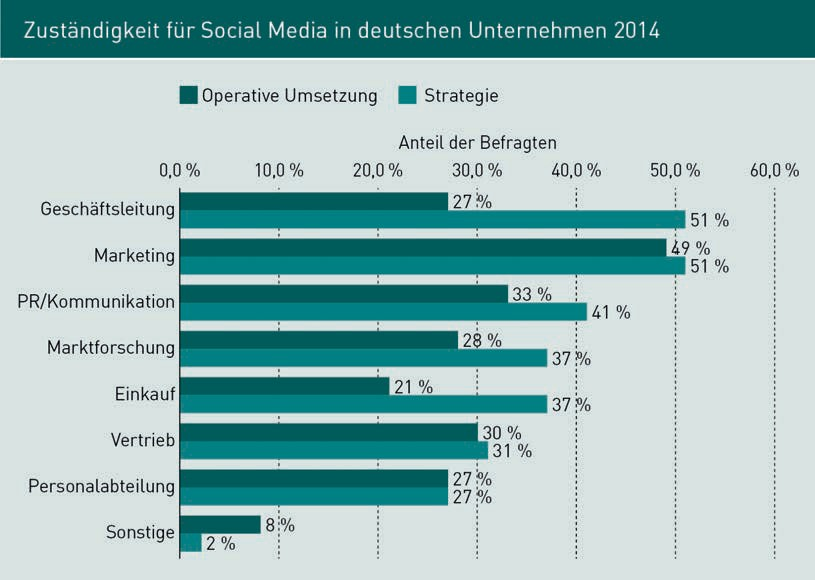 Zuständigkeit für Social Media in deutschen Unternehmen 2014
Operative Umsetzung Strategie
Anteil der Befragten
0,0 % 10,0 % 20,0 % 30,0 % 40,0 % 50,0 % 60,0 %
Geschäftsleitung 27 % 51 %
Marketing 49 % 51 %
PR/Kommunikation 33 % 41 %
Marktforschung 28 % 37 %
Einkauf 21 % 37 %
Vertrieb 30 % 31 %
Personalabteilung 27 % 27 %
Sonstige 8 % 2 %